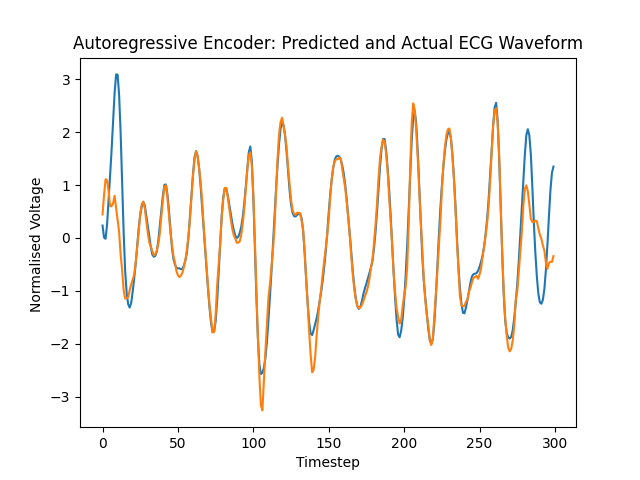 Autoregressive Encoder: Predicted and Actual ECG Waveform
3
2
1
0
−1
−2
−3
Normalised Voltage
0 50 100 150 200 250 300
Timestep